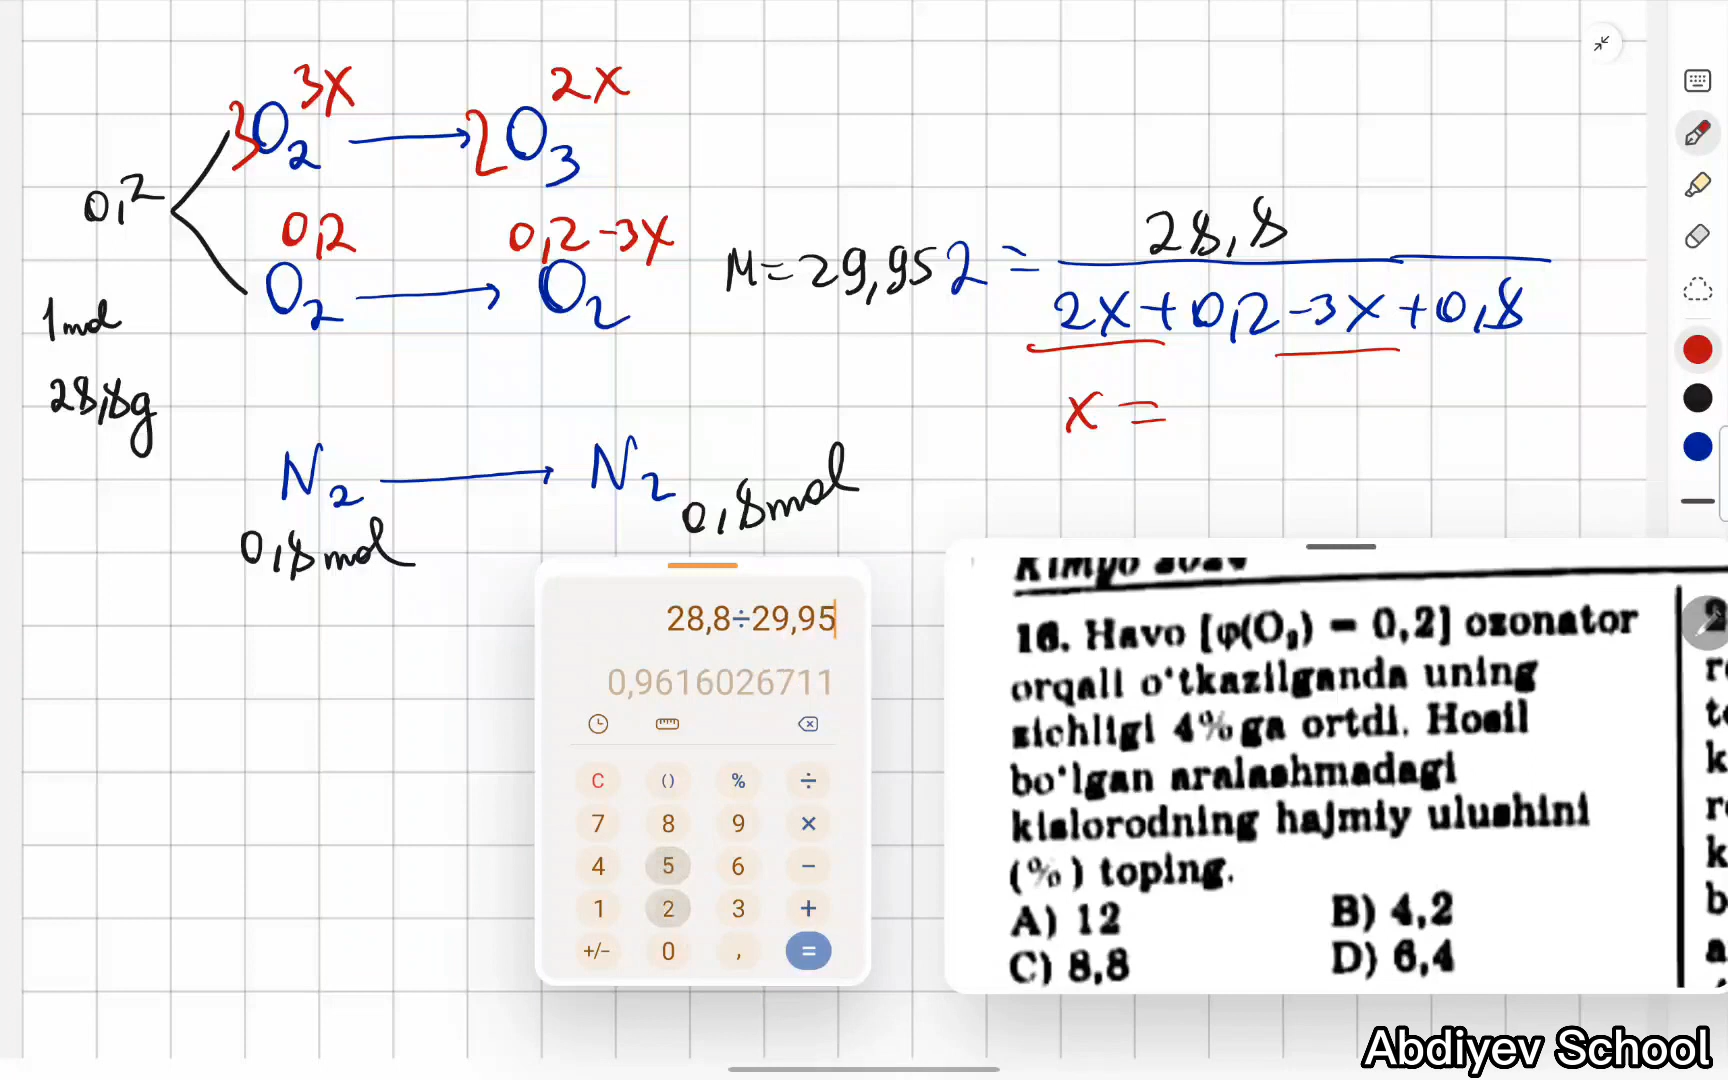 3O₂ 3x → 2O₃ 2x
0,2
0,2 0,2-3x
O₂ → O₂
1mol
28,8g
N₂ → N₂
0,8mol 0,8mol
M=29,952 = 28,8
2x+0,2-3x+0,8
x =
28,8÷29,95
0,9616026711
C () % ÷
7 8 9 ×
4 5 6 −
1 2 3 +
+/− 0 , =
Kimyo 2024
16. Havo [φ(O₂) = 0,2] ozonator
orqali o'tkazilganda uning
zichligi 4% ga ortdi. Hosil
bo'lgan aralashmadagi
kislorodning hajmiy ulushini
(%) toping.
A) 12 B) 4,2
C) 8,8 D) 6,4
Abdiyev School